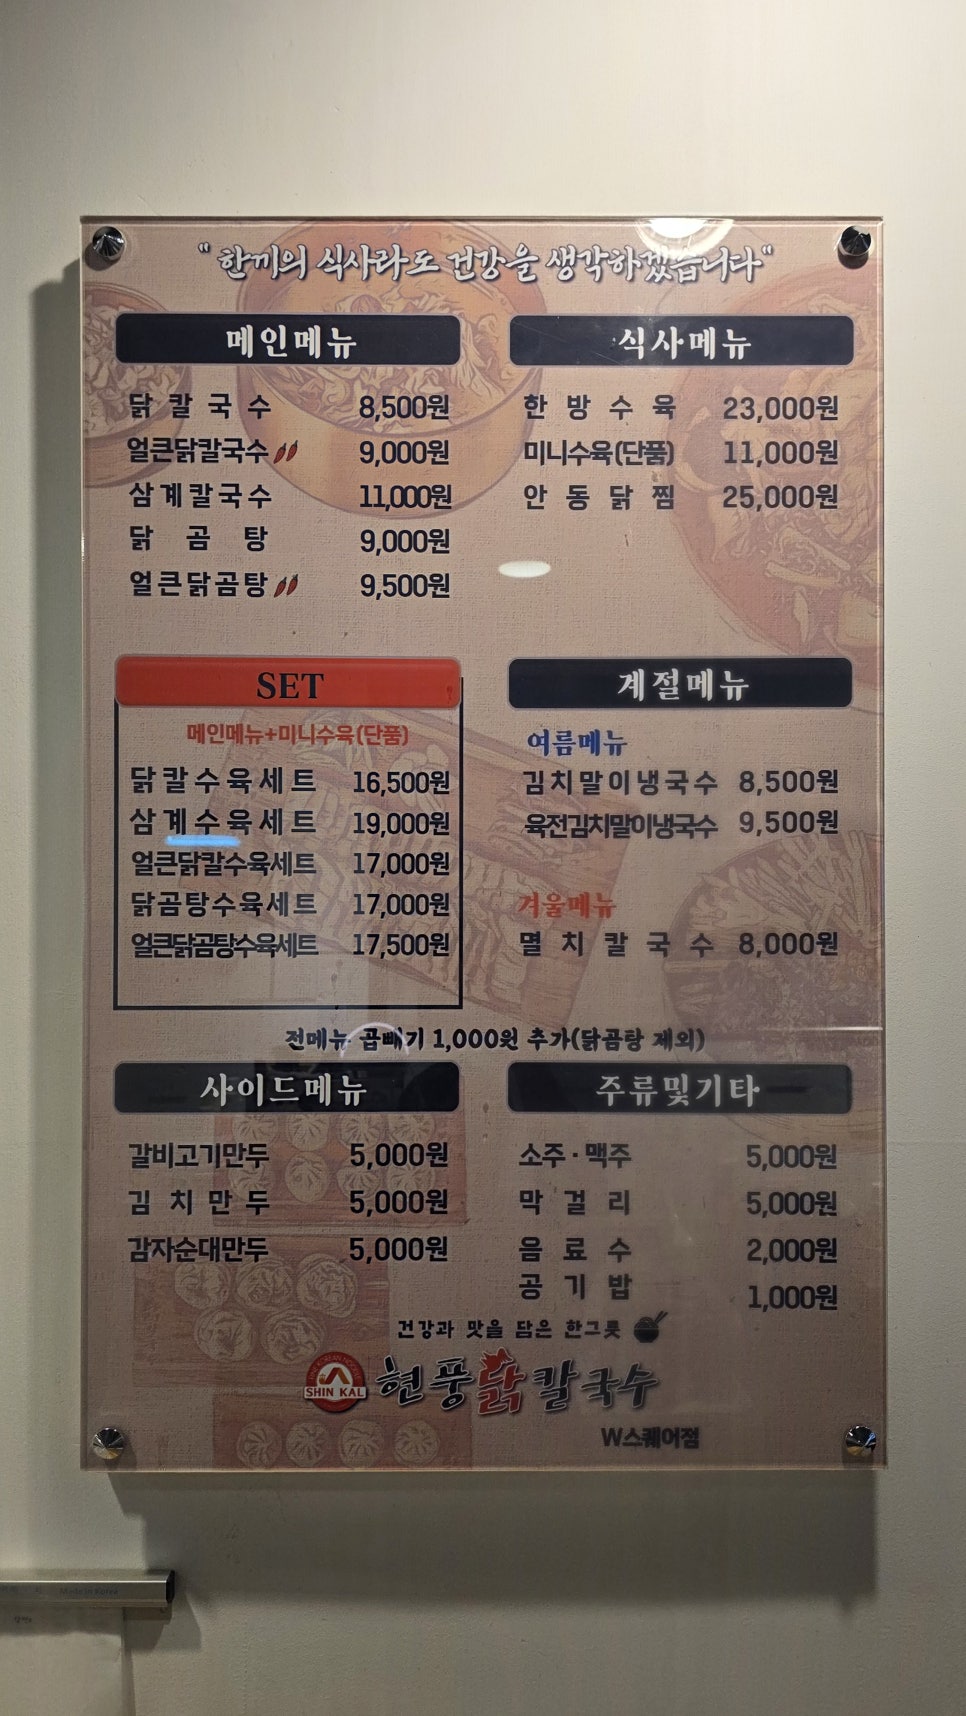 “한끼의 식사라도 건강을 생각하겠습니다“
메인메뉴
닭칼국수 8,500원
얼큰닭칼국수 9,000원
삼계칼국수 11,000원
닭곰탕 9,000원
얼큰닭곰탕 9,500원
식사메뉴
한방수육 23,000원
미니수육(단품) 11,000원
안동닭찜 25,000원
SET
메인메뉴+미니수육(단품)
닭칼수육세트 16,500원
삼계수육세트 19,000원
얼큰닭칼수육세트 17,000원
닭곰탕수육세트 17,000원
얼큰닭곰탕수육세트 17,500원
계절메뉴
여름메뉴
김치말이냉국수 8,500원
육전김치말이냉국수 9,500원
겨울메뉴
멸치칼국수 8,000원
전메뉴 곱빼기 1,000원 추가(닭곰탕 제외)
사이드메뉴
갈비고기만두 5,000원
김치만두 5,000원
감자순대만두 5,000원
주류및기타
소주·맥주 5,000원
막걸리 5,000원
음료수 2,000원
공기밥 1,000원
건강과 맛을 담은 한그릇
SHIN KAL
현풍닭칼국수
W스퀘어점
Made in Korea